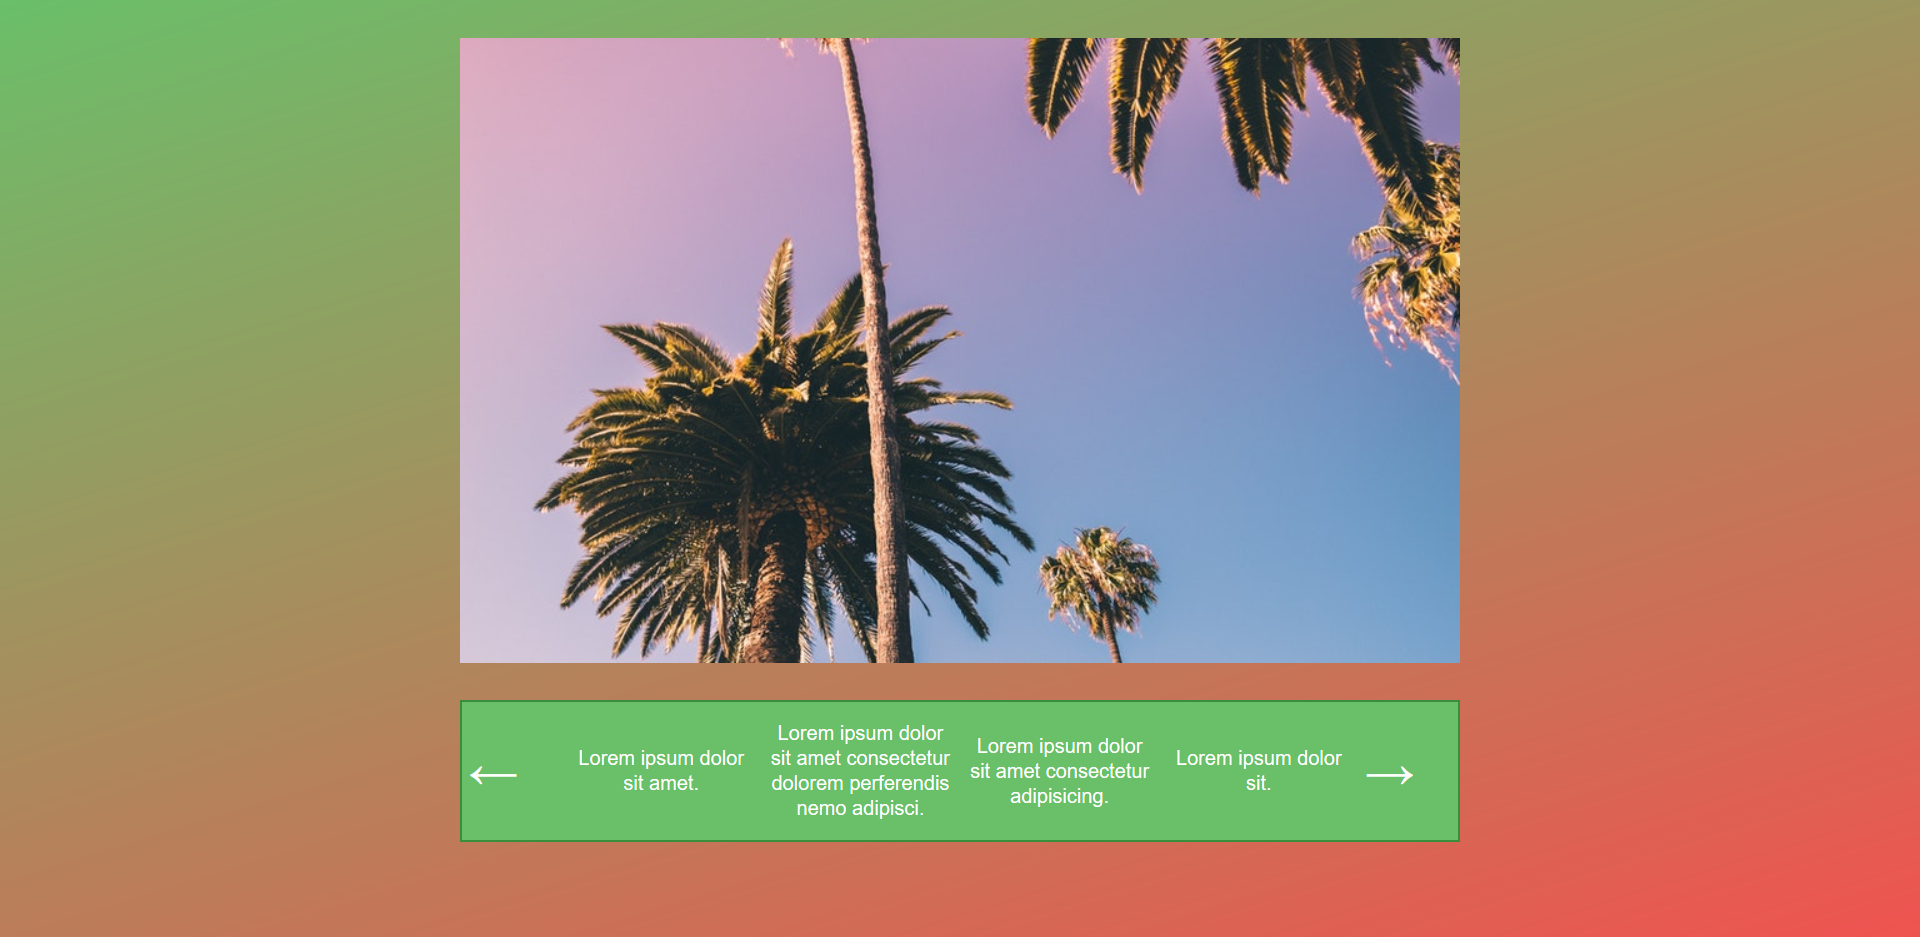 ←
Lorem ipsum dolor
sit amet.
Lorem ipsum dolor
sit amet consectetur
dolorem perferendis
nemo adipisci.
Lorem ipsum dolor
sit amet consectetur
adipisicing.
Lorem ipsum dolor
sit.
→